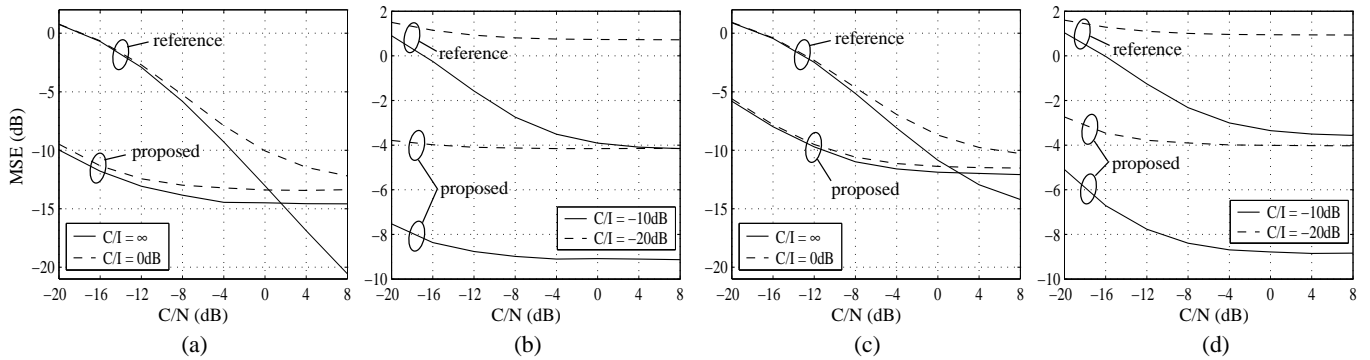 MSE (dB)
0
−5
−10
−15
−20
reference
proposed
C/I = ∞
C/I = 0dB
−20 −16 −12 −8 −4 0 4 8
C/N (dB)
(a)
2
0
−2
−4
−6
−8
−10
reference
proposed
C/I = −10dB
C/I = −20dB
−20 −16 −12 −8 −4 0 4 8
C/N (dB)
(b)
0
−5
−10
−15
−20
reference
proposed
C/I = ∞
C/I = 0dB
−20 −16 −12 −8 −4 0 4 8
C/N (dB)
(c)
2
0
−2
−4
−6
−8
−10
reference
proposed
C/I = −10dB
C/I = −20dB
−20 −16 −12 −8 −4 0 4 8
C/N (dB)
(d)